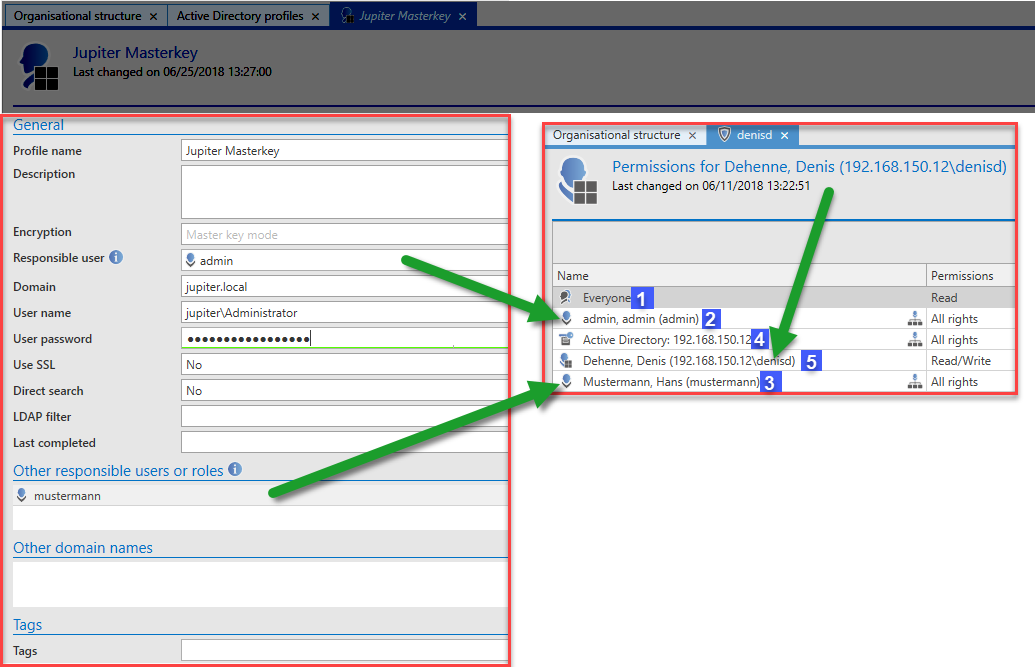 Organisational structure × Active Directory profiles × Jupiter Masterkey ×
Jupiter Masterkey
Last changed on 06/25/2018 13:27:00
General
Profile name Jupiter Masterkey
Description
Encryption Master key mode
Responsible user i admin
Domain jupiter.local
User name jupiter\Administrator
User password ●●●●●●●●●●●●●●●●●
Use SSL No
Direct search No
LDAP filter
Last completed
Other responsible users or roles i
mustermann
Other domain names
Tags
Tags
Organisational structure × denisd ×
Permissions for Dehenne, Denis (192.168.150.12\denisd)
Last changed on 06/11/2018 13:22:51
Name Permissions
Everyone 1 Read
admin, admin (admin) 2 All rights
Active Directory: 192.168.150.12 4 All rights
Dehenne, Denis (192.168.150.12\denisd) 5 Read/Write
Mustermann, Hans (mustermann) 3 All rights